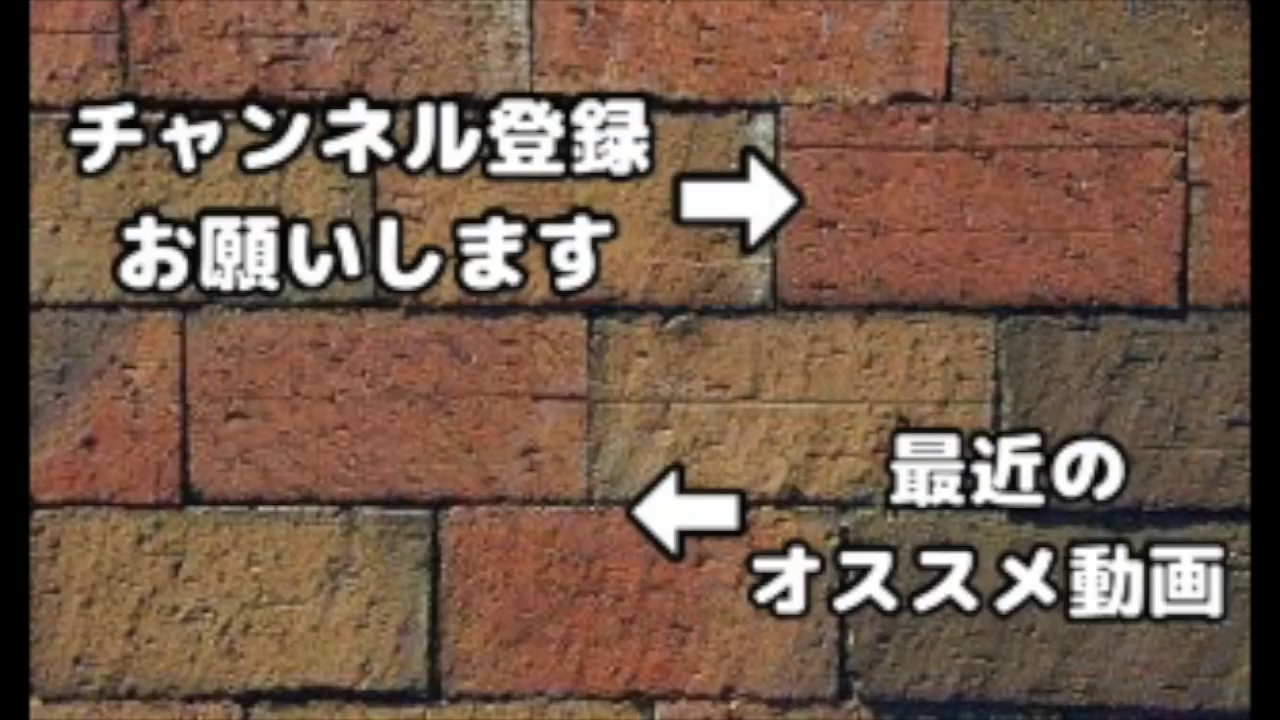 チャンネル登録
お願いします
最近の
オススメ動画